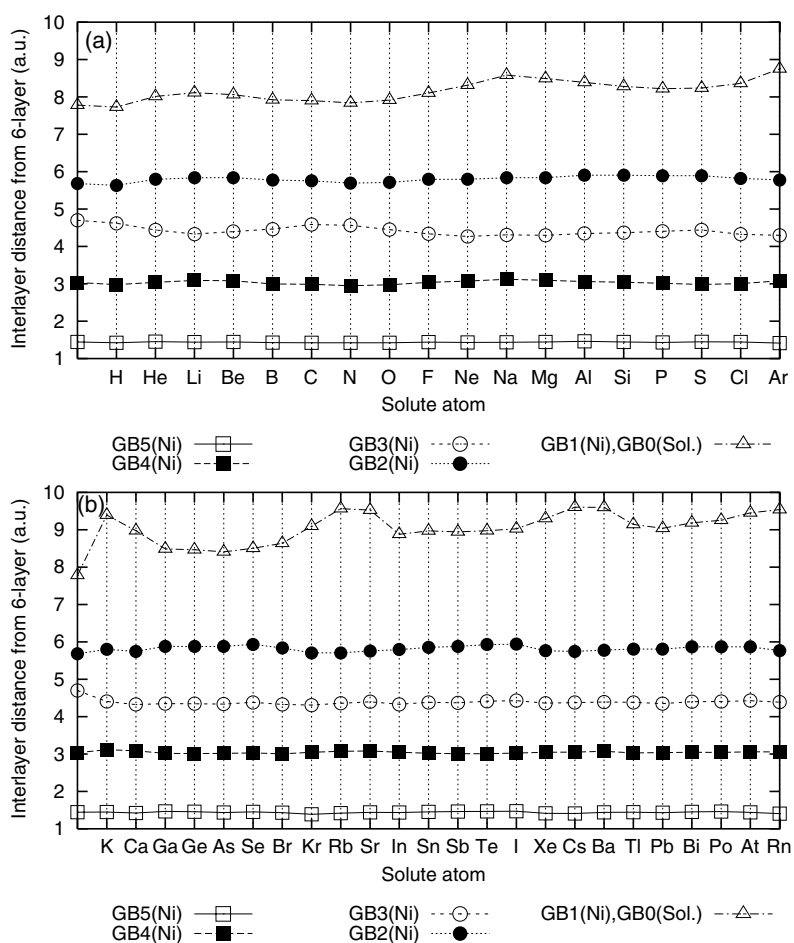 (a)
10
9
8
7
6
5
4
3
2
1
Interlayer distance from 6-layer (a.u.)
H He Li Be B C N O F Ne Na Mg Al Si P S Cl Ar
Solute atom
GB5(Ni) GB3(Ni) GB1(Ni),GB0(Sol.)
GB4(Ni) GB2(Ni)
(b)
10
9
8
7
6
5
4
3
2
1
Interlayer distance from 6-layer (a.u.)
K Ca Ga Ge As Se Br Kr Rb Sr In Sn Sb Te I Xe Cs Ba Tl Pb Bi Po At Rn
Solute atom
GB5(Ni) GB3(Ni) GB1(Ni),GB0(Sol.)
GB4(Ni) GB2(Ni)